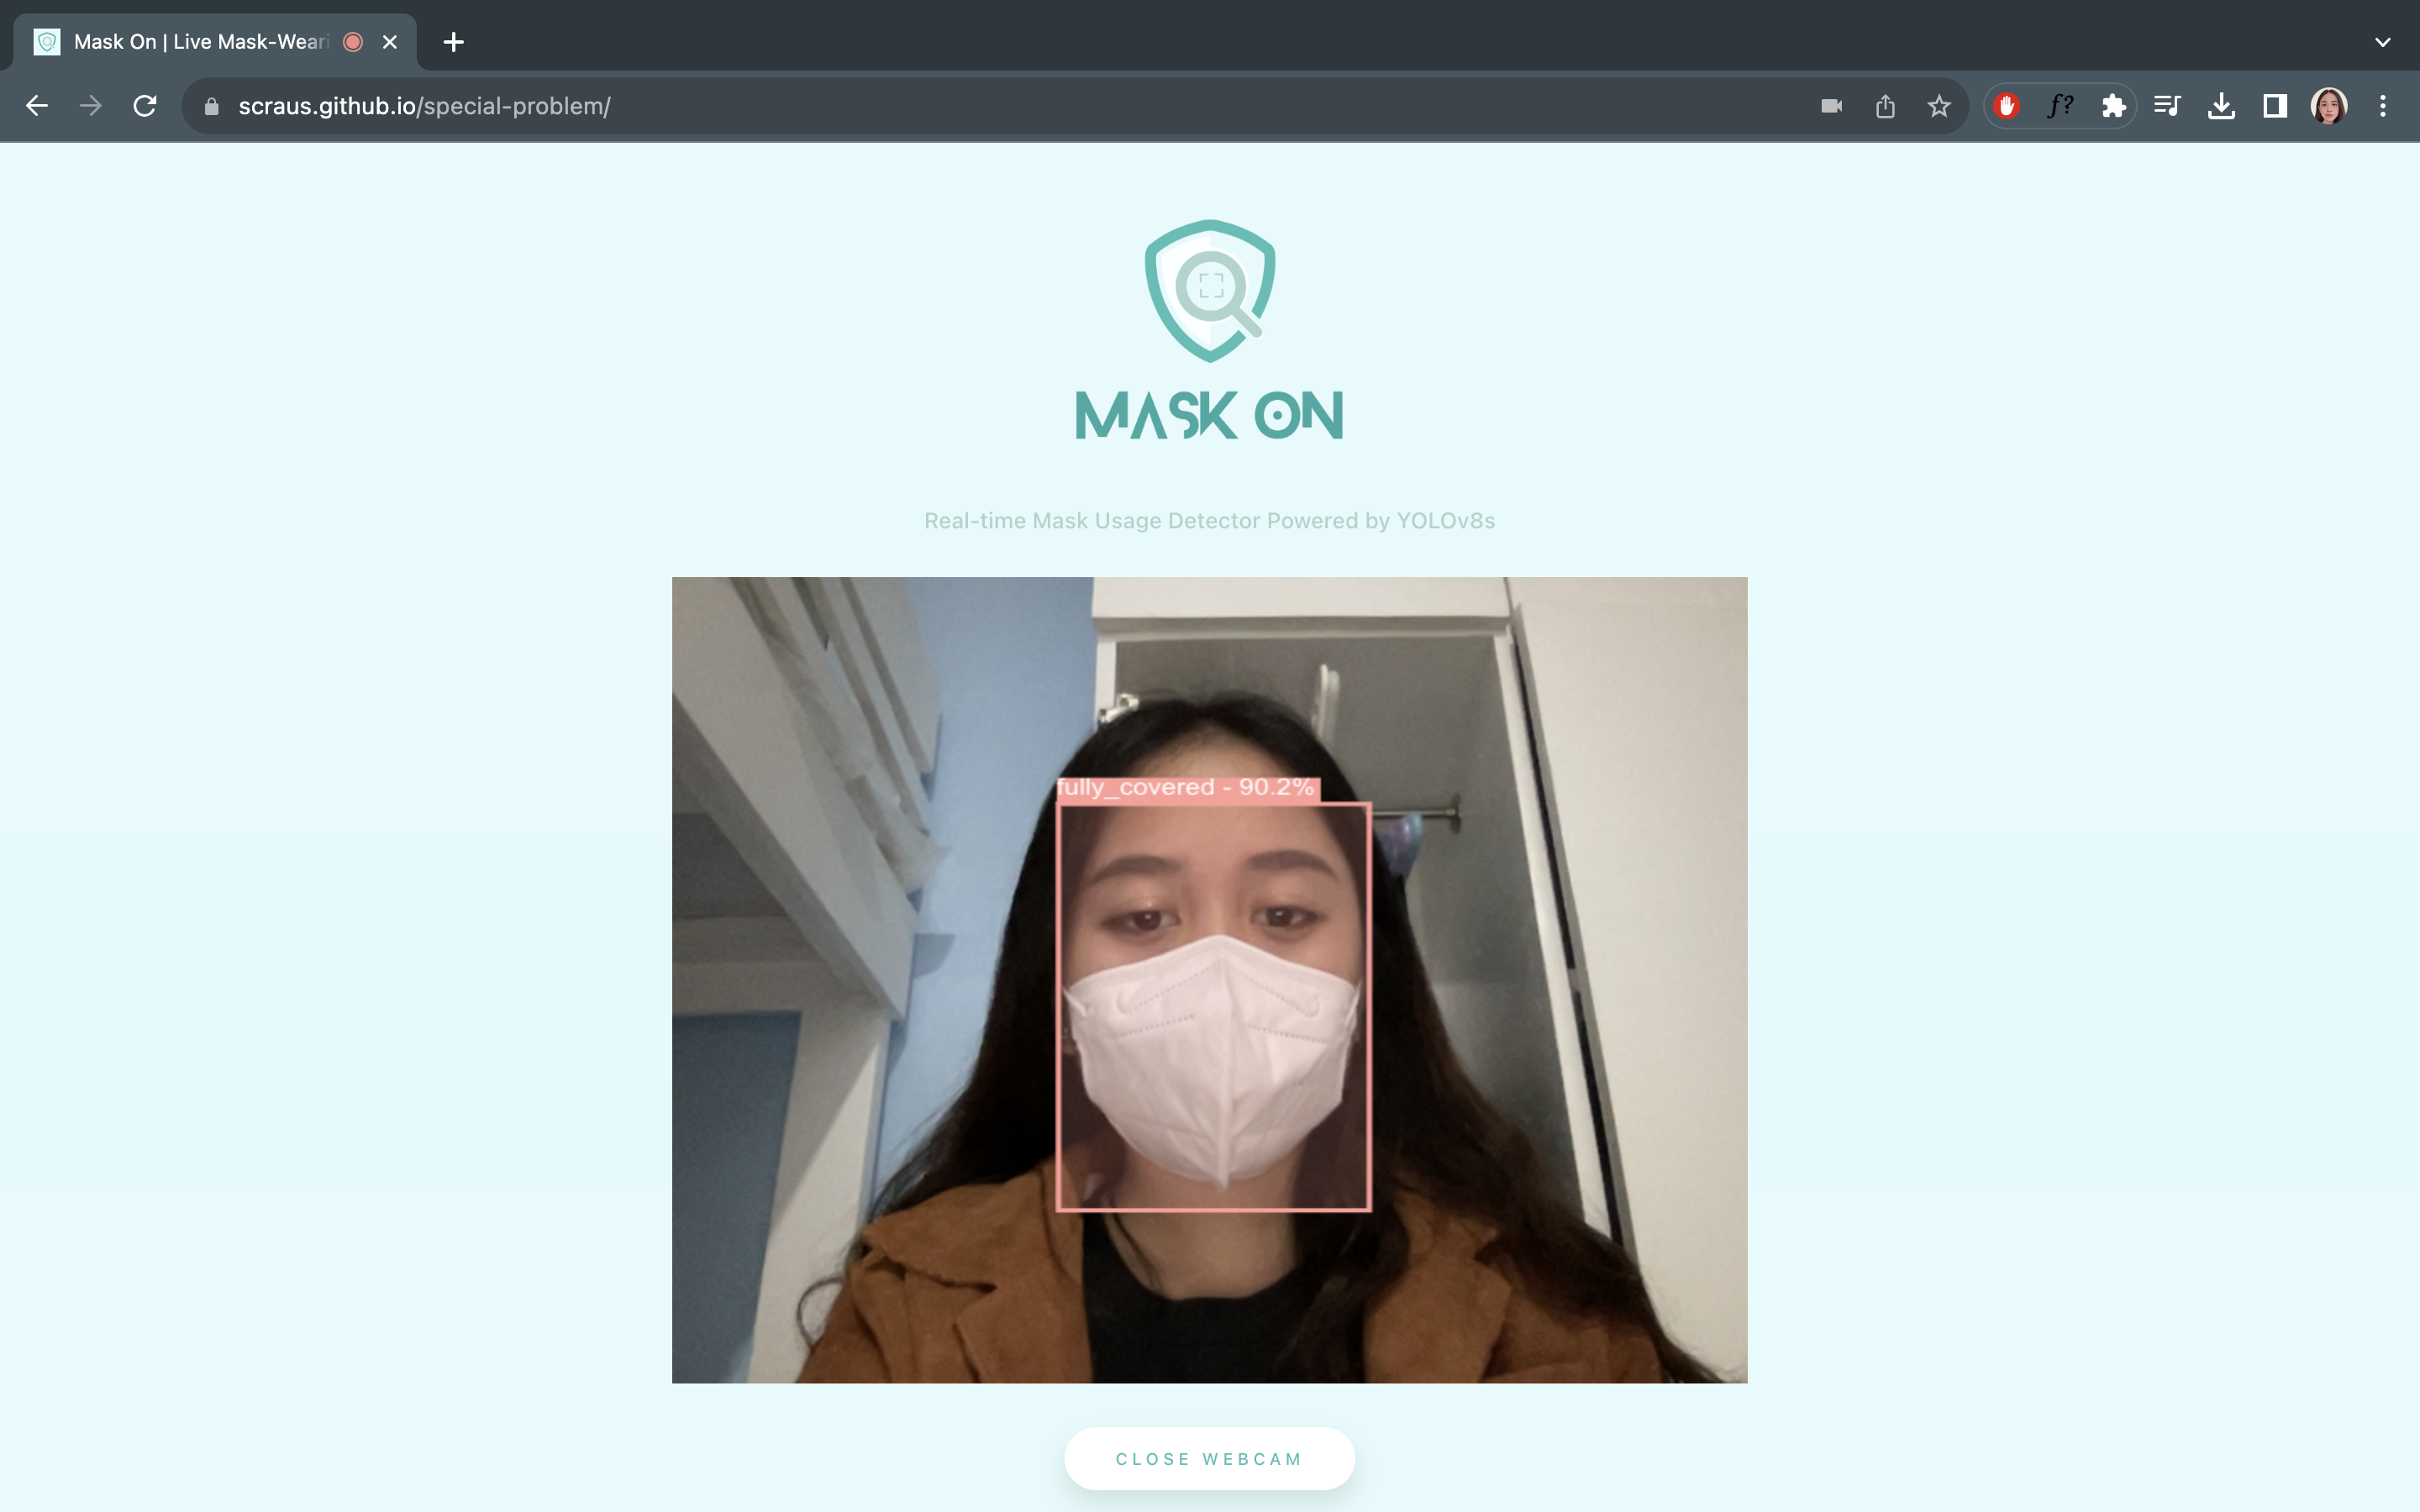 Mask On | Live Mask-Weari
scraus.github.io/special-problem/
f?
MASK ON
Real-time Mask Usage Detector Powered by YOLOv8s
fully_covered - 90.2%
CLOSE WEBCAM